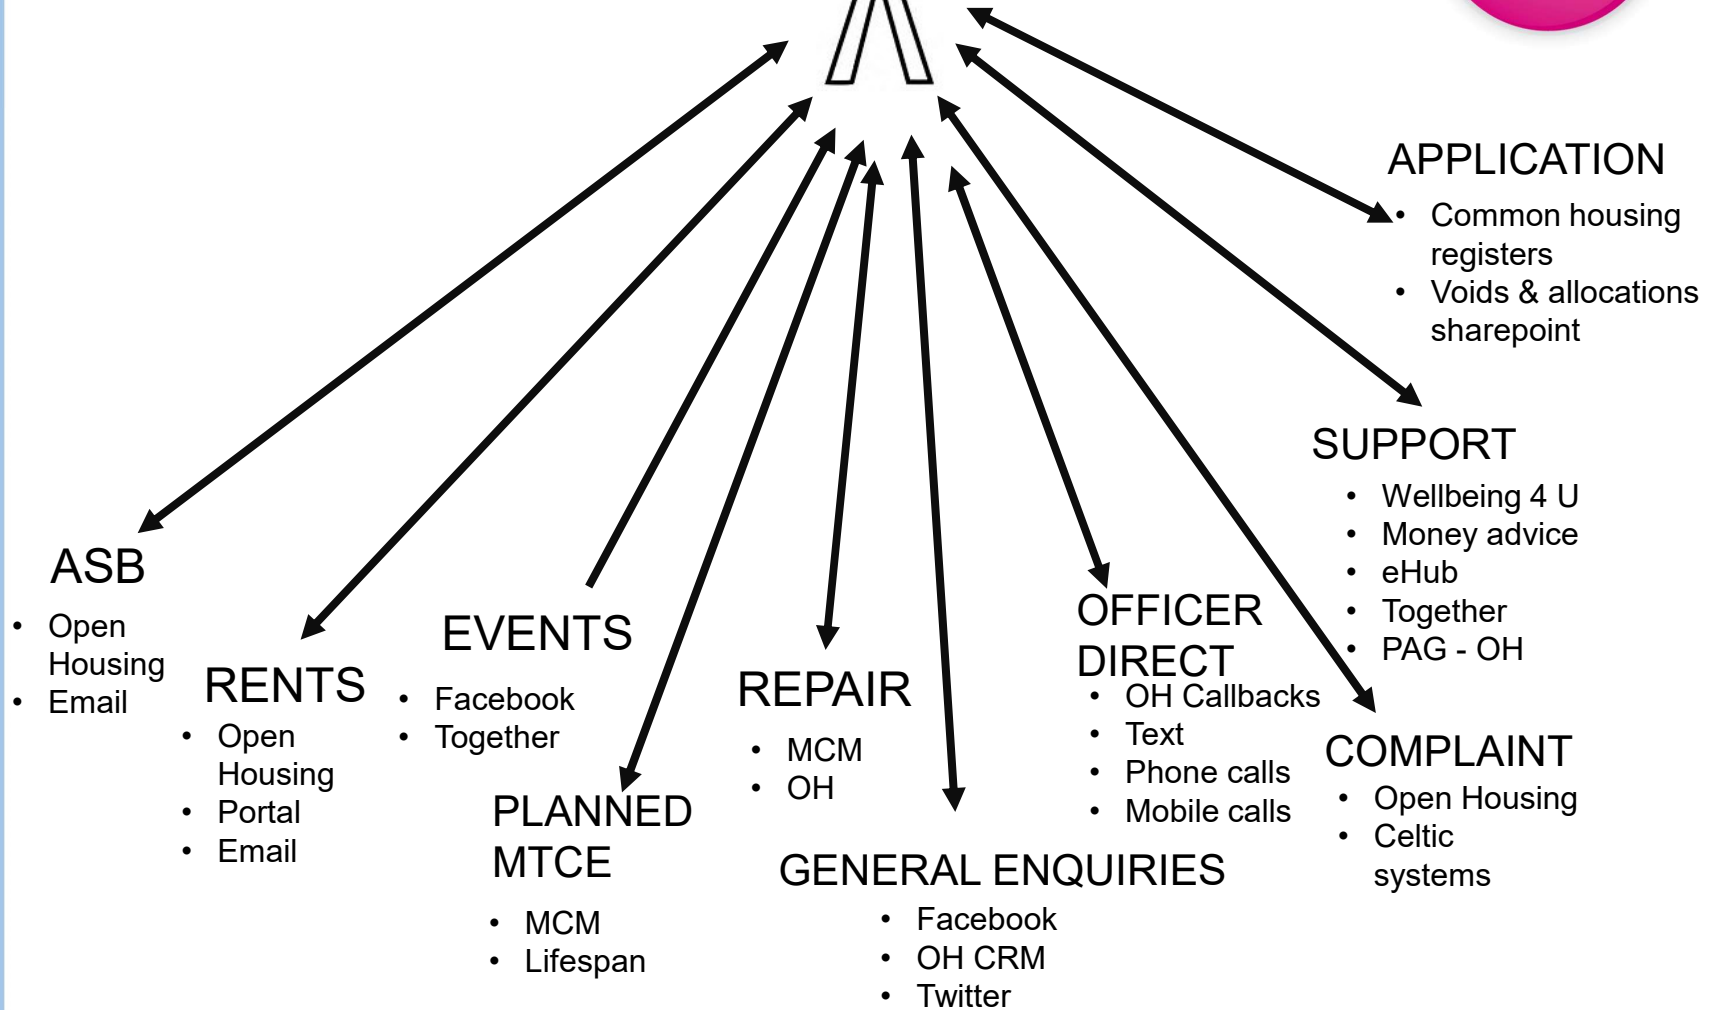 APPLICATION
• Common housing
registers
• Voids & allocations
sharepoint
SUPPORT
• Wellbeing 4 U
• Money advice
• eHub
• Together
• PAG - OH
ASB
• Open
Housing
• Email
RENTS
• Open
Housing
• Portal
• Email
EVENTS
• Facebook
• Together
PLANNED
MTCE
• MCM
• Lifespan
REPAIR
• MCM
• OH
GENERAL ENQUIRIES
• Facebook
• OH CRM
• Twitter
OFFICER
DIRECT
• OH Callbacks
• Text
• Phone calls
• Mobile calls
COMPLAINT
• Open Housing
• Celtic
systems